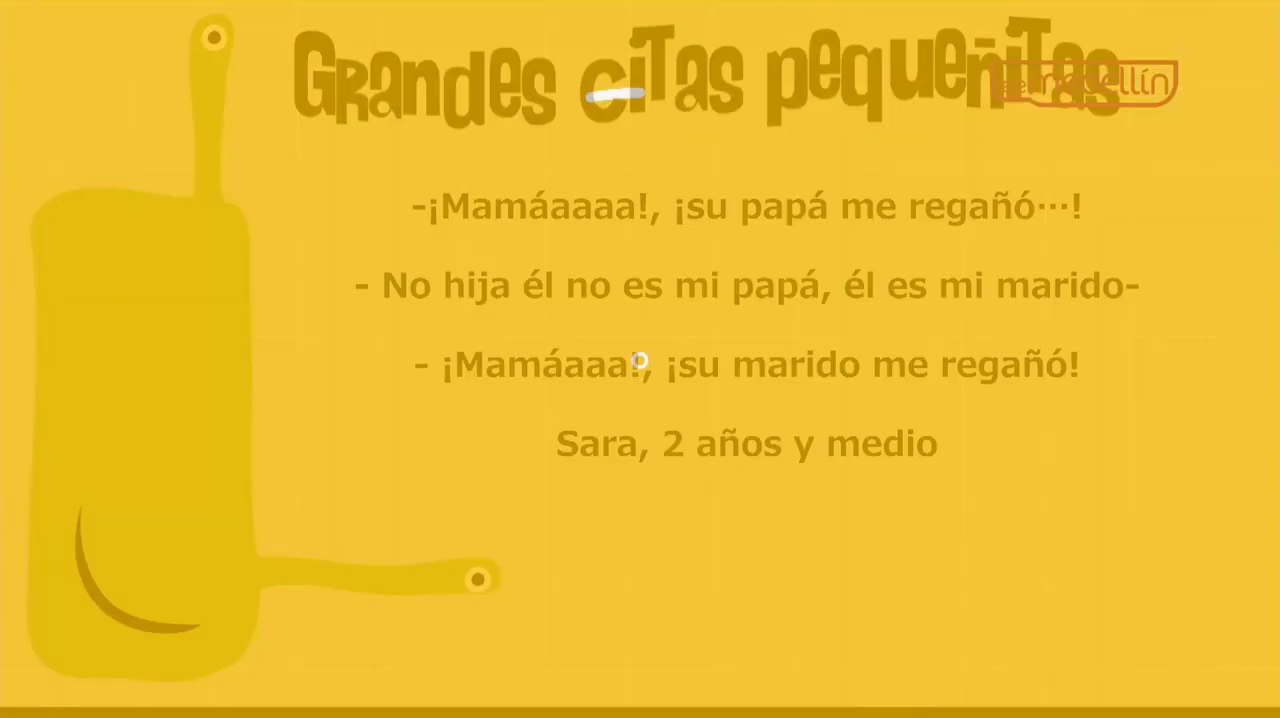 Grandes citas pequeñitas
telemedellín
-¡Mamáaaaa!, ¡su papá me regañó···!
- No hija él no es mi papá, él es mi marido-
- ¡Mamáaaa!, ¡su marido me regañó!
Sara, 2 años y medio